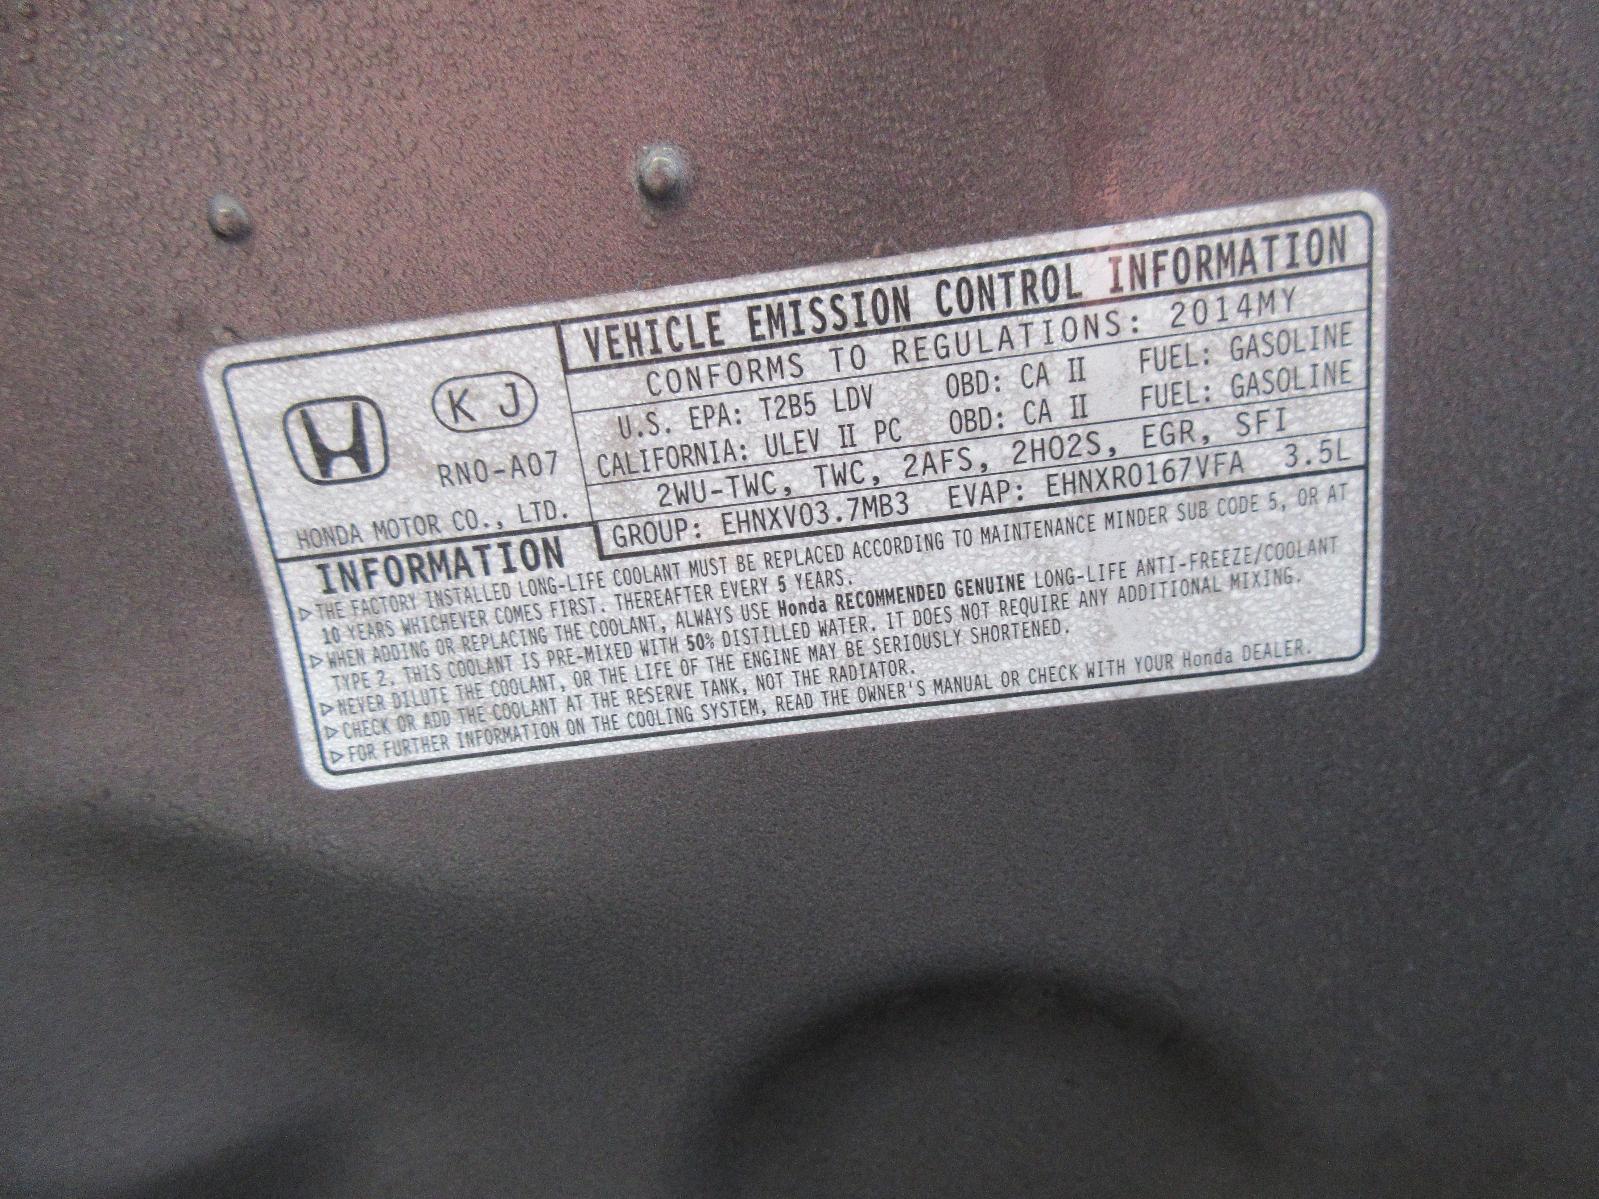 VEHICLE EMISSION CONTROL INFORMATION
CONFORMS TO REGULATIONS: 2014MY
U.S. EPA: T2B5 LDV OBD: CA II FUEL: GASOLINE
CALIFORNIA: ULEV II PC OBD: CA II FUEL: GASOLINE
2WU-TWC, TWC, 2AFS, 2HO2S, EGR, SFI
GROUP: EHNXV03.7MB3 EVAP: EHNXR0167VFA 3.5L
K J
RN0-A07
HONDA MOTOR CO., LTD.
INFORMATION
▷THE FACTORY INSTALLED LONG-LIFE COOLANT MUST BE REPLACED ACCORDING TO MAINTENANCE MINDER SUB CODE 5, OR AT
10 YEARS WHICHEVER COMES FIRST. THEREAFTER EVERY 5 YEARS.
▷WHEN ADDING OR REPLACING THE COOLANT, ALWAYS USE Honda RECOMMENDED GENUINE LONG-LIFE ANTI-FREEZE/COOLANT
TYPE 2. THIS COOLANT IS PRE-MIXED WITH 50% DISTILLED WATER. IT DOES NOT REQUIRE ANY ADDITIONAL MIXING.
▷NEVER DILUTE THE COOLANT, OR THE LIFE OF THE ENGINE MAY BE SERIOUSLY SHORTENED.
▷CHECK OR ADD THE COOLANT AT THE RESERVE TANK, NOT THE RADIATOR.
▷FOR FURTHER INFORMATION ON THE COOLING SYSTEM, READ THE OWNER'S MANUAL OR CHECK WITH YOUR Honda DEALER.